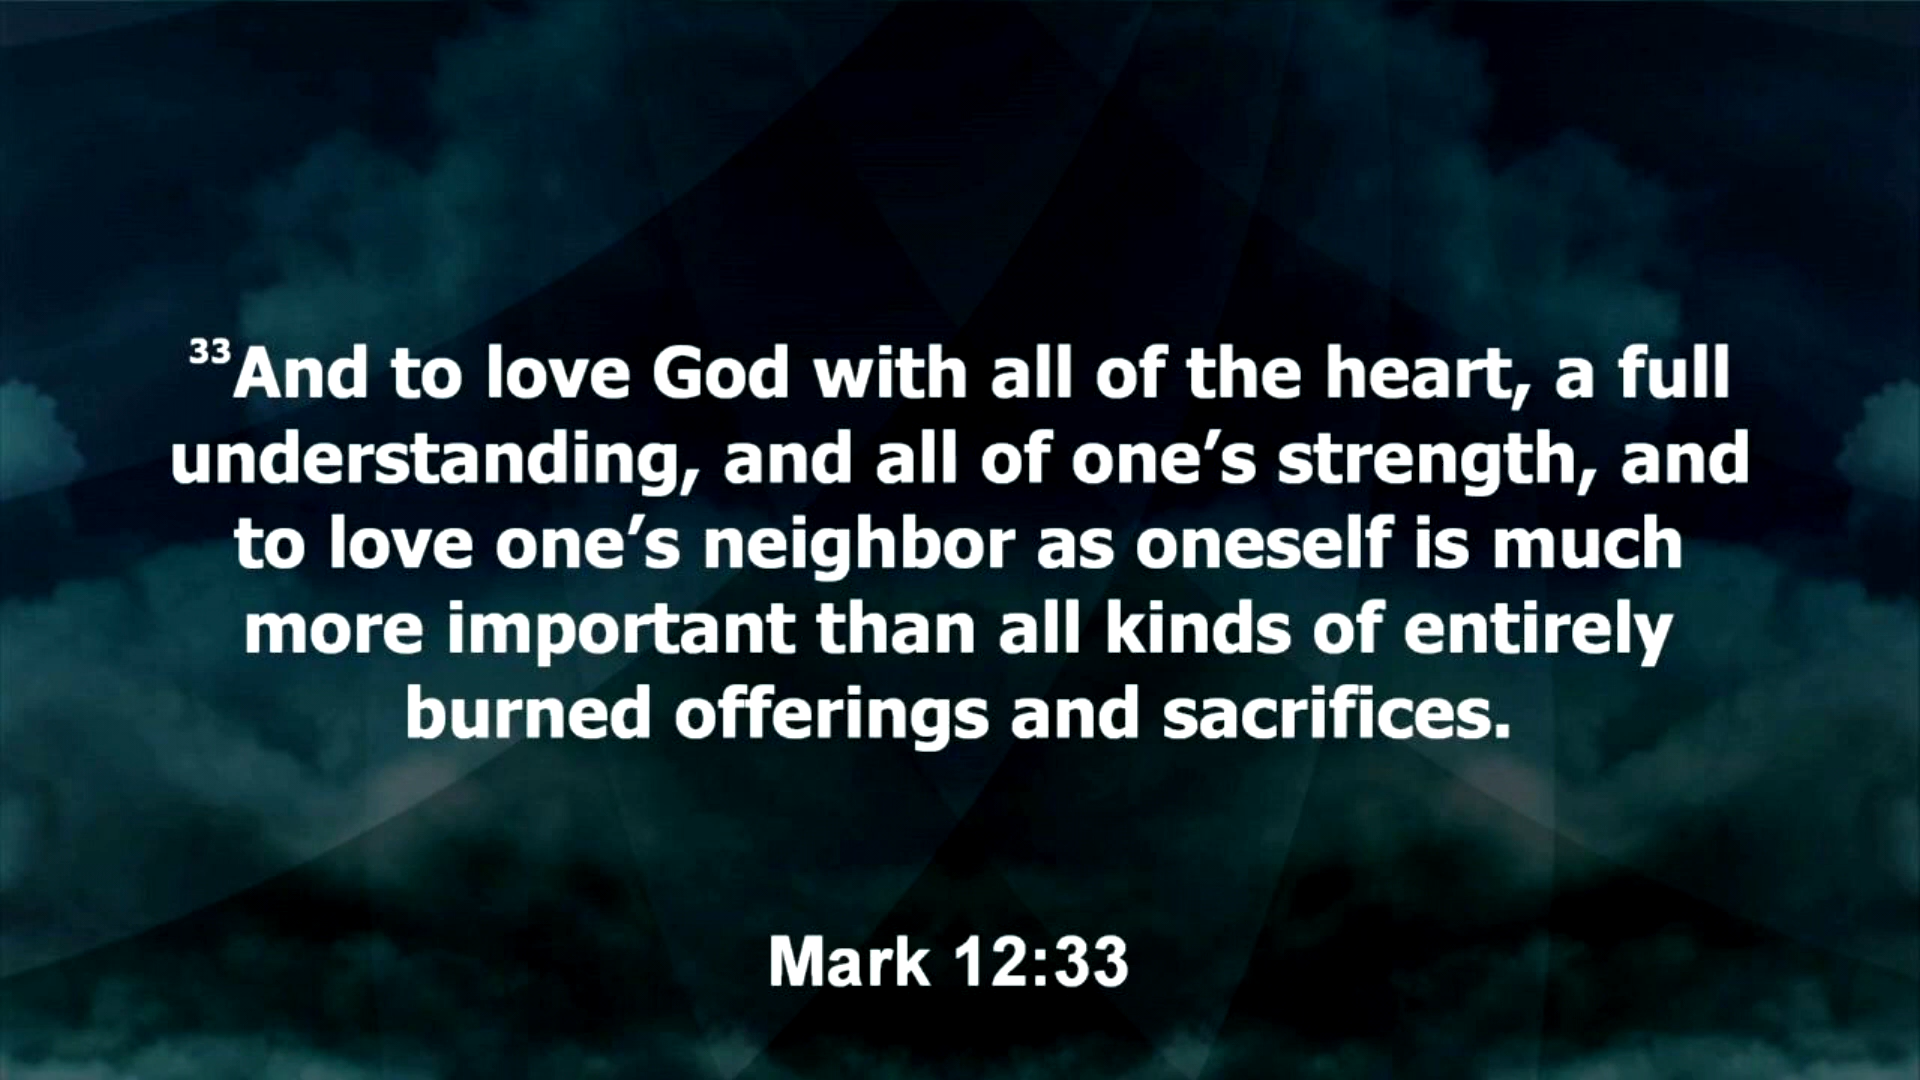 33And to love God with all of the heart, a full
understanding, and all of one’s strength, and
to love one’s neighbor as oneself is much
more important than all kinds of entirely
burned offerings and sacrifices.
Mark 12:33